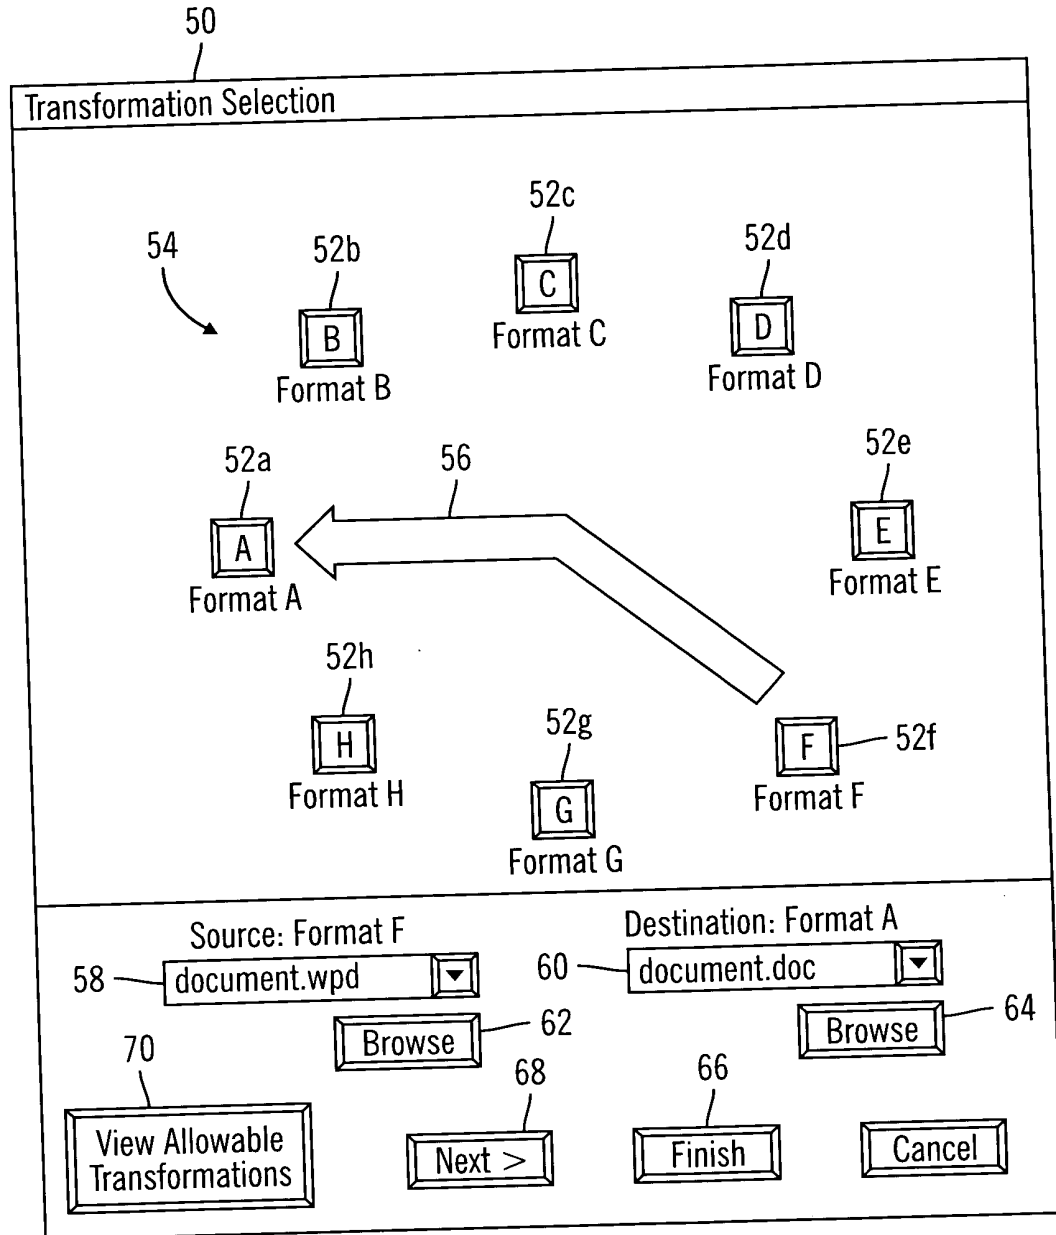 50
Transformation Selection
52c
54
52b
52d
C
B
D
Format C
Format B
Format D
52a
56
52e
A
E
Format A
Format E
52h
52g
H
F
52f
Format H
G
Format F
Format G
Source: Format F
Destination: Format A
58
document.wpd
60
document.doc
Browse
62
Browse
64
70
68
66
View Allowable
Transformations
Next >
Finish
Cancel